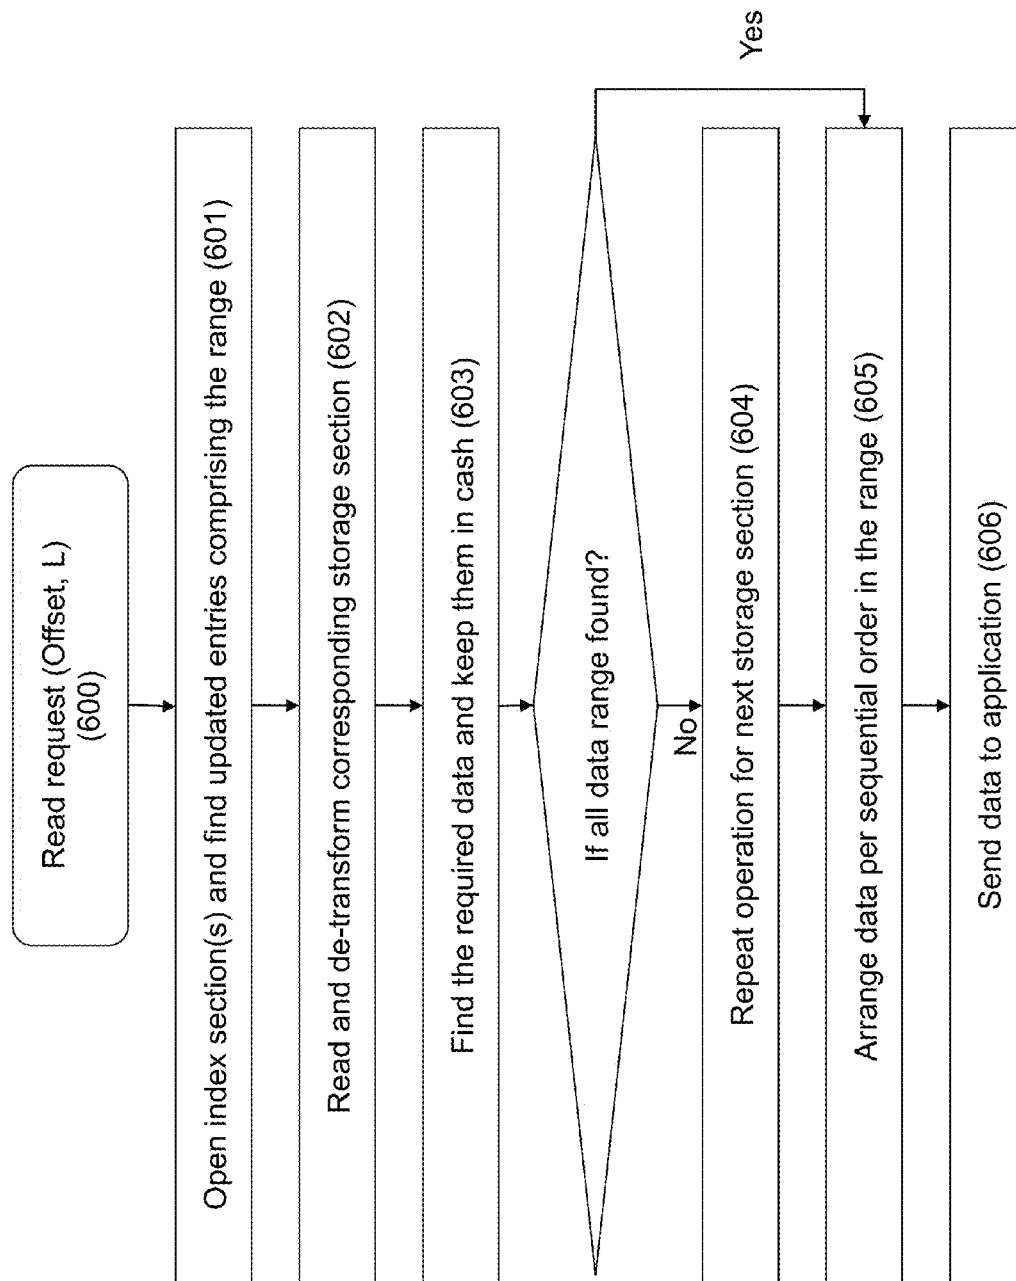 Read request (Offset, L)
(600)
Open index section(s) and find updated entries comprising the range (601)
Read and de-transform corresponding storage section (602)
Find the required data and keep them in cash (603)
If all data range found?
Yes
No
Repeat operation for next storage section (604)
Arrange data per sequential order in the range (605)
Send data to application (606)